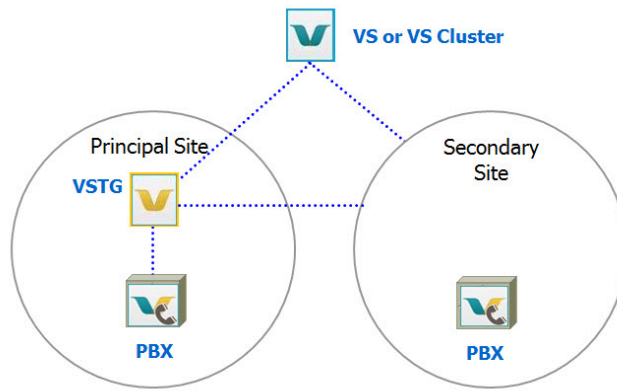 VS or VS Cluster
Principal Site
Secondary
Site
VSTG
PBX
PBX